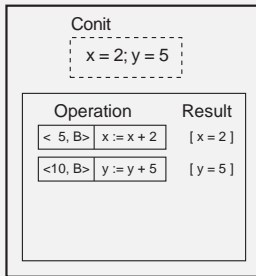 Conit
x = 2; y = 5
Operation Result
< 5, B> x := x + 2 [ x = 2 ]
<10, B> y := y + 5 [ y = 5 ]